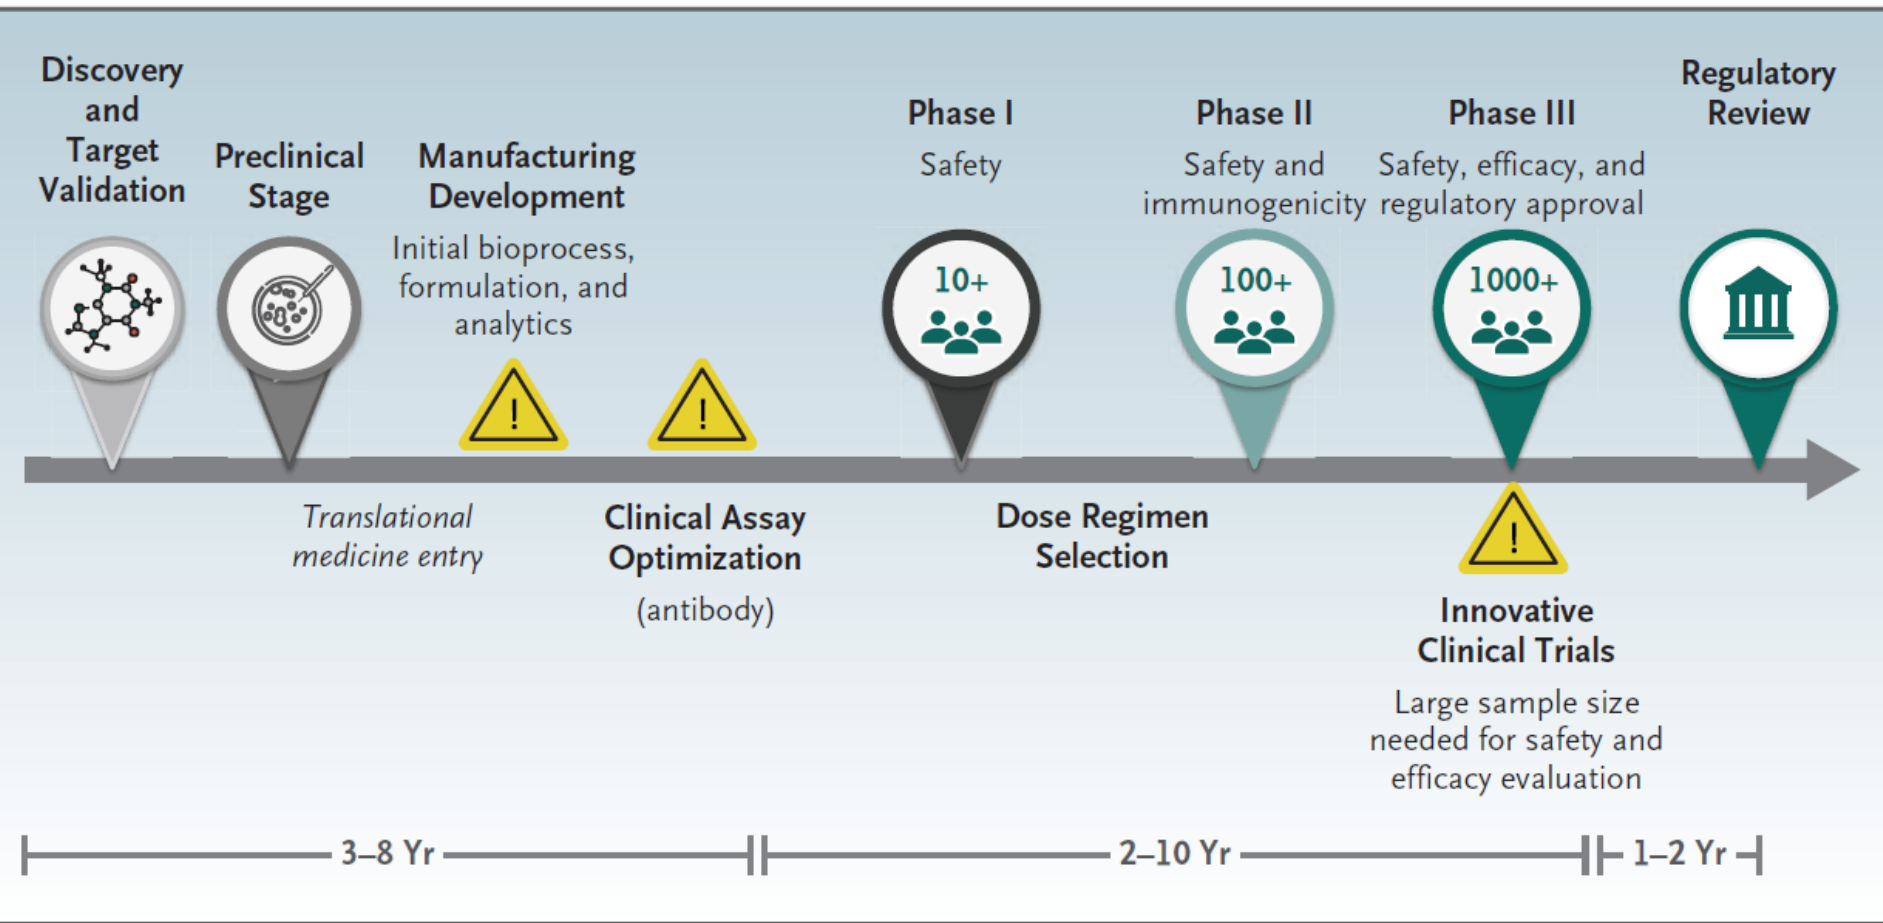 Discovery
and
Target
Validation
Preclinical
Stage
Manufacturing
Development
Initial bioprocess,
formulation, and
analytics
!
Translational
medicine entry
!
Clinical Assay
Optimization
(antibody)
Phase I
Safety
10+
Dose Regimen
Selection
Phase II
Safety and
immunogenicity
100+
Phase III
Safety, efficacy, and
regulatory approval
1000+
!
Innovative
Clinical Trials
Large sample size
needed for safety and
efficacy evaluation
Regulatory
Review
3–8 Yr
2–10 Yr
1–2 Yr